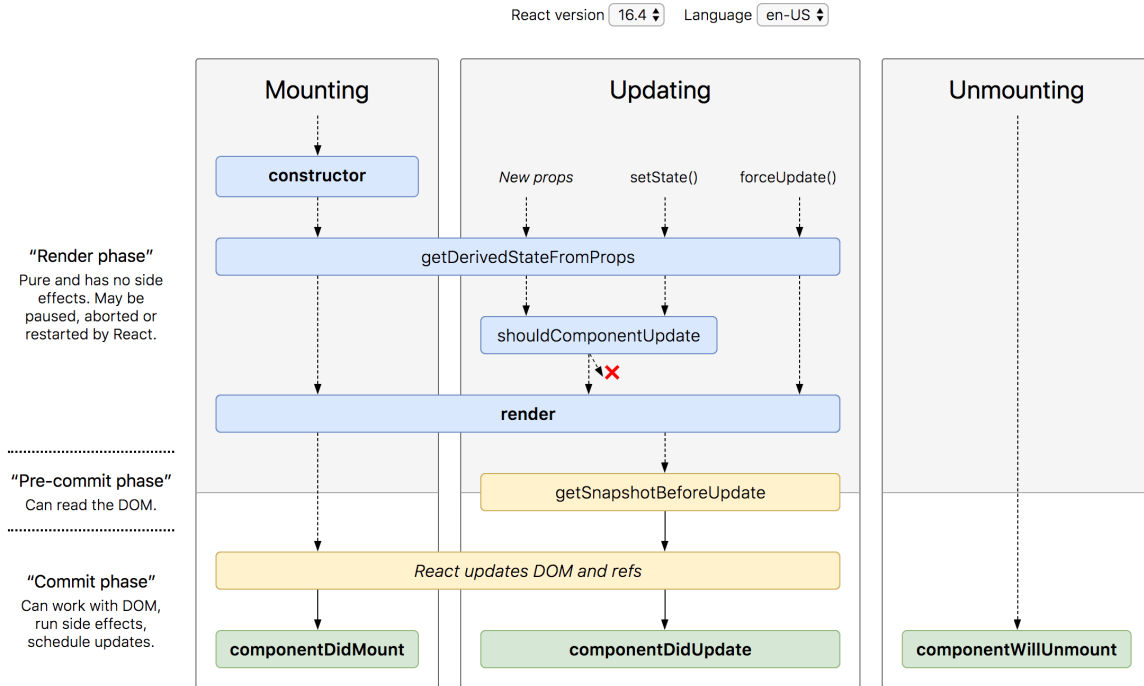 React version 16.4 Language en-US
Mounting
Updating
Unmounting
constructor
New props
setState()
forceUpdate()
“Render phase”
Pure and has no side
effects. May be
paused, aborted or
restarted by React.
getDerivedStateFromProps
shouldComponentUpdate
render
“Pre-commit phase”
Can read the DOM.
getSnapshotBeforeUpdate
React updates DOM and refs
“Commit phase”
Can work with DOM,
run side effects,
schedule updates.
componentDidMount
componentDidUpdate
componentWillUnmount